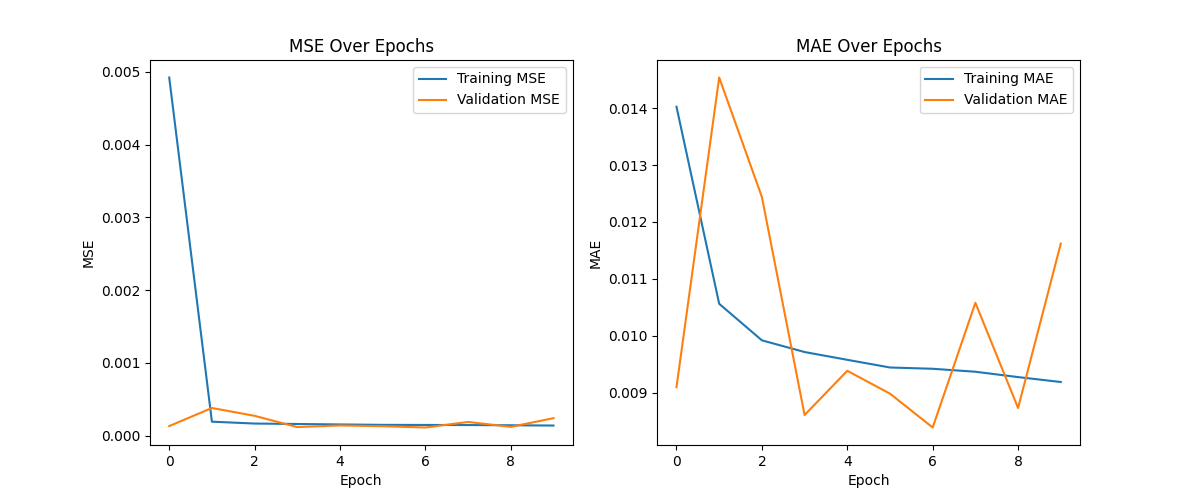 MSE Over Epochs
0.005
0.004
0.003
0.002
0.001
0.000
MSE
0 2 4 6 8
Epoch
Training MSE
Validation MSE
MAE Over Epochs
0.014
0.013
0.012
0.011
0.010
0.009
MAE
0 2 4 6 8
Epoch
Training MAE
Validation MAE